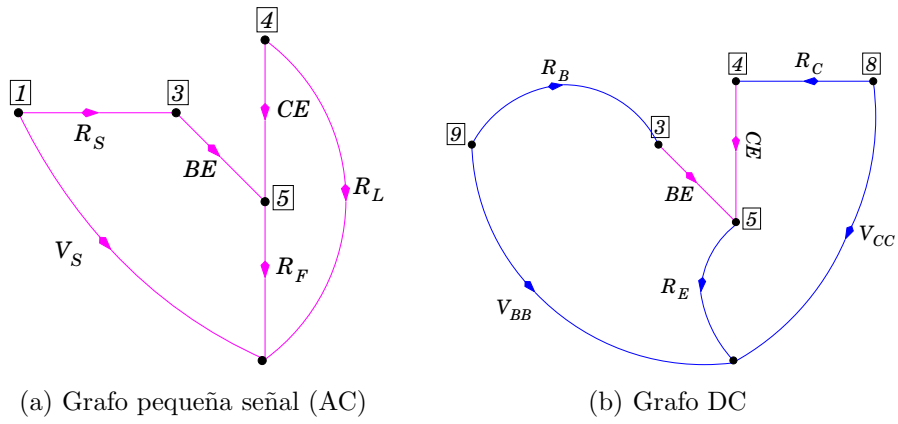 4
1
3
R_S
CE
BE
5
R_L
V_S
R_F
(a) Grafo pequeña señal (AC)
R_B
4
R_C
8
9
3
CE
BE
5
V_CC
R_E
V_BB
(b) Grafo DC